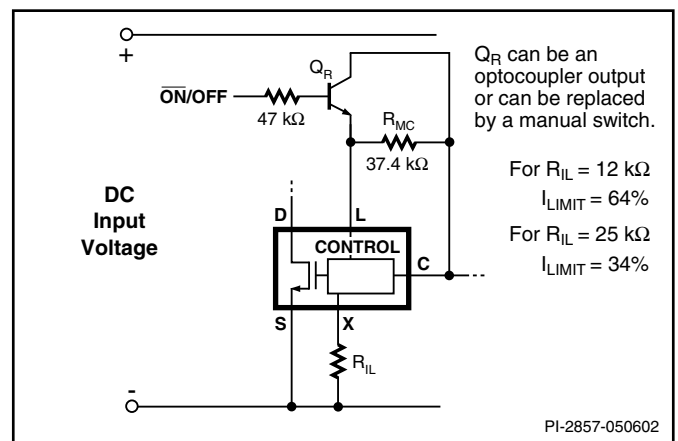 +
Q_R
ON/OFF
47 kΩ
R_MC
37.4 kΩ
Q_R can be an
optocoupler output
or can be replaced
by a manual switch.
For R_IL = 12 kΩ
I_LIMIT = 64%
For R_IL = 25 kΩ
I_LIMIT = 34%
DC
Input
Voltage
D
L
CONTROL
C
S
X
R_IL
-
PI-2857-050602